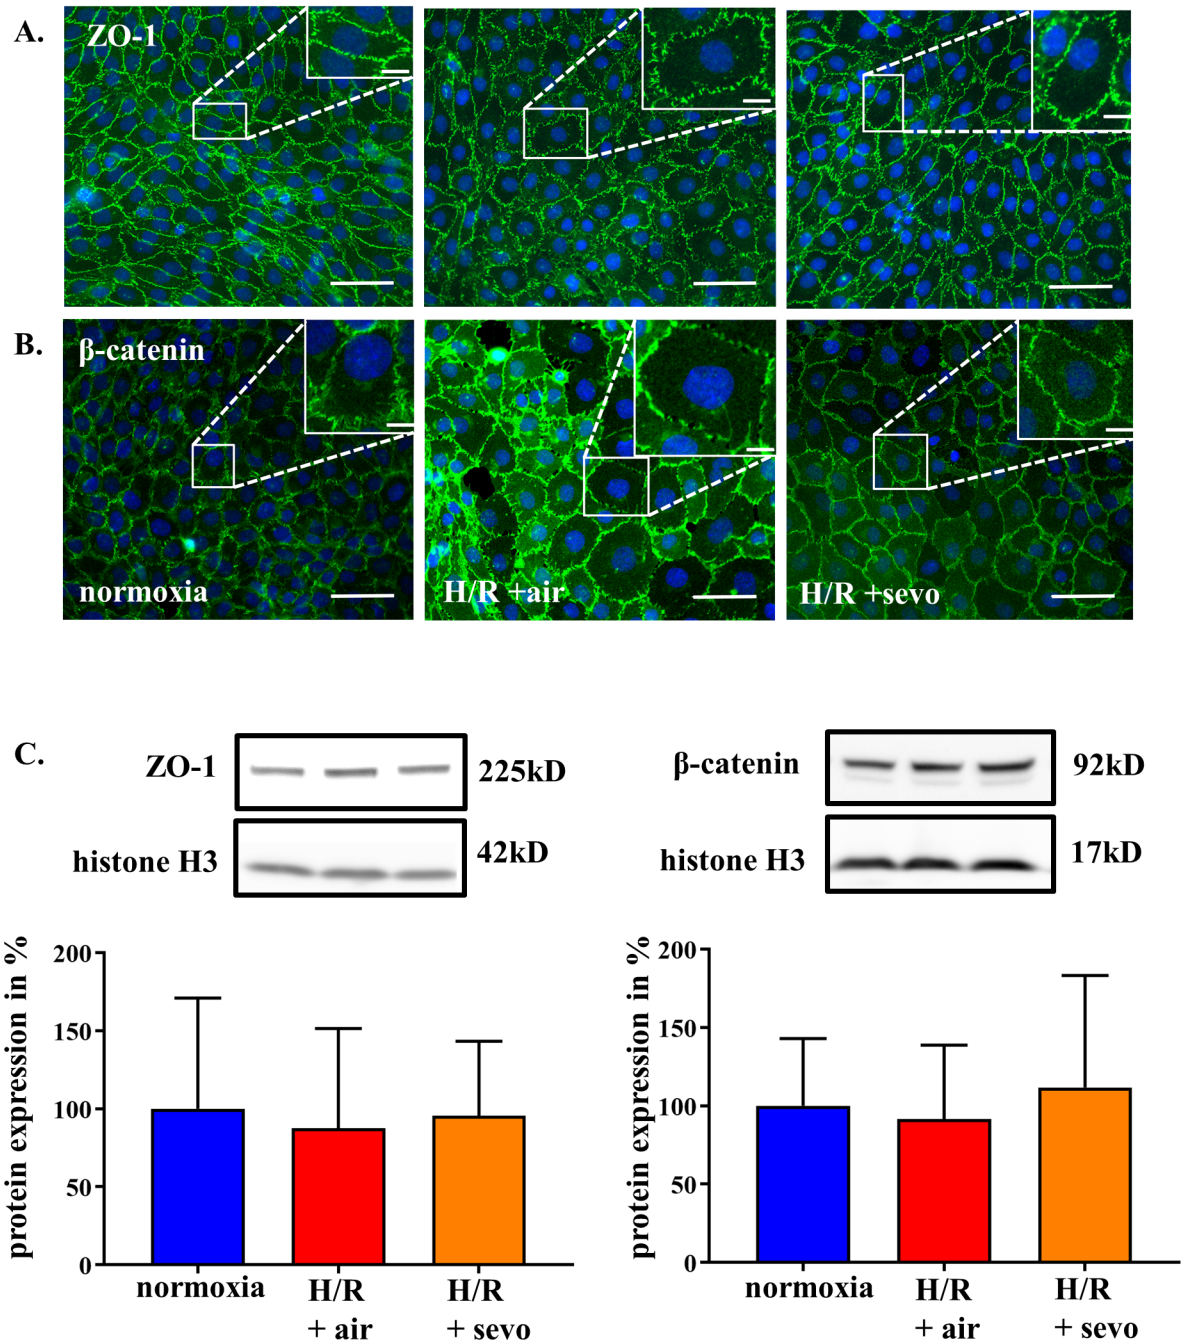 A.
ZO-1
B.
β-catenin
normoxia
H/R +air
H/R +sevo
C.
ZO-1
225kD
histone H3
42kD
β-catenin
92kD
histone H3
17kD
protein expression in %
200
150
100
50
0
normoxia
H/R
+ air
H/R
+ sevo
protein expression in %
200
150
100
50
0
normoxia
H/R
+ air
H/R
+ sevo